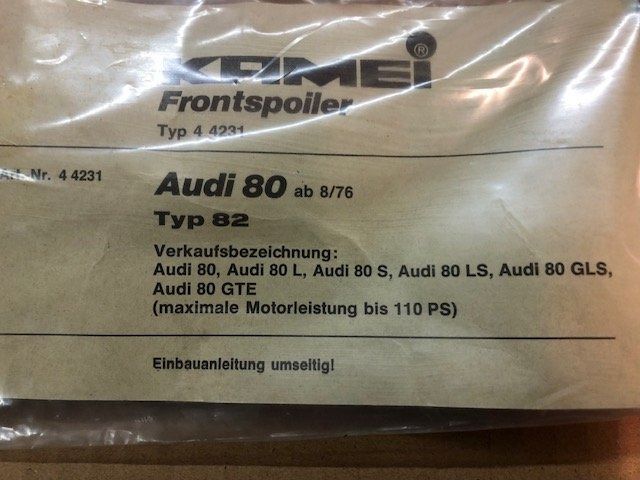 KAMEI®
Frontspoiler
Typ 4 4231
Art. Nr. 4 4231
Audi 80 ab 8/76
Typ 82
Verkaufsbezeichnung:
Audi 80, Audi 80 L, Audi 80 S, Audi 80 LS, Audi 80 GLS,
Audi 80 GTE
(maximale Motorleistung bis 110 PS)
Einbauanleitung umseitig!